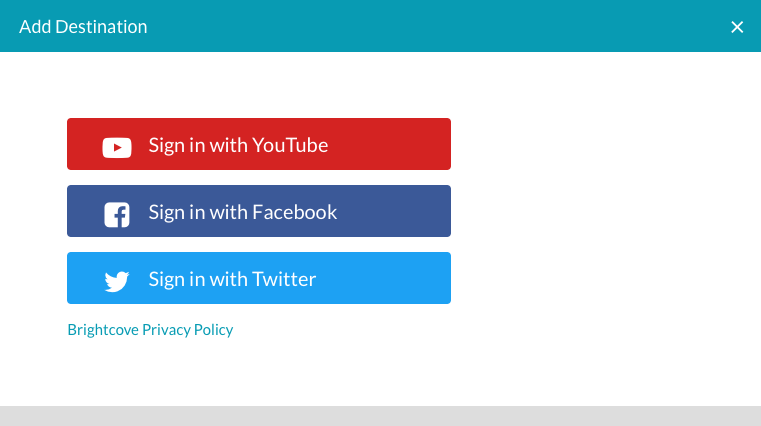 Add Destination
Sign in with YouTube
Sign in with Facebook
Sign in with Twitter
Brightcove Privacy Policy